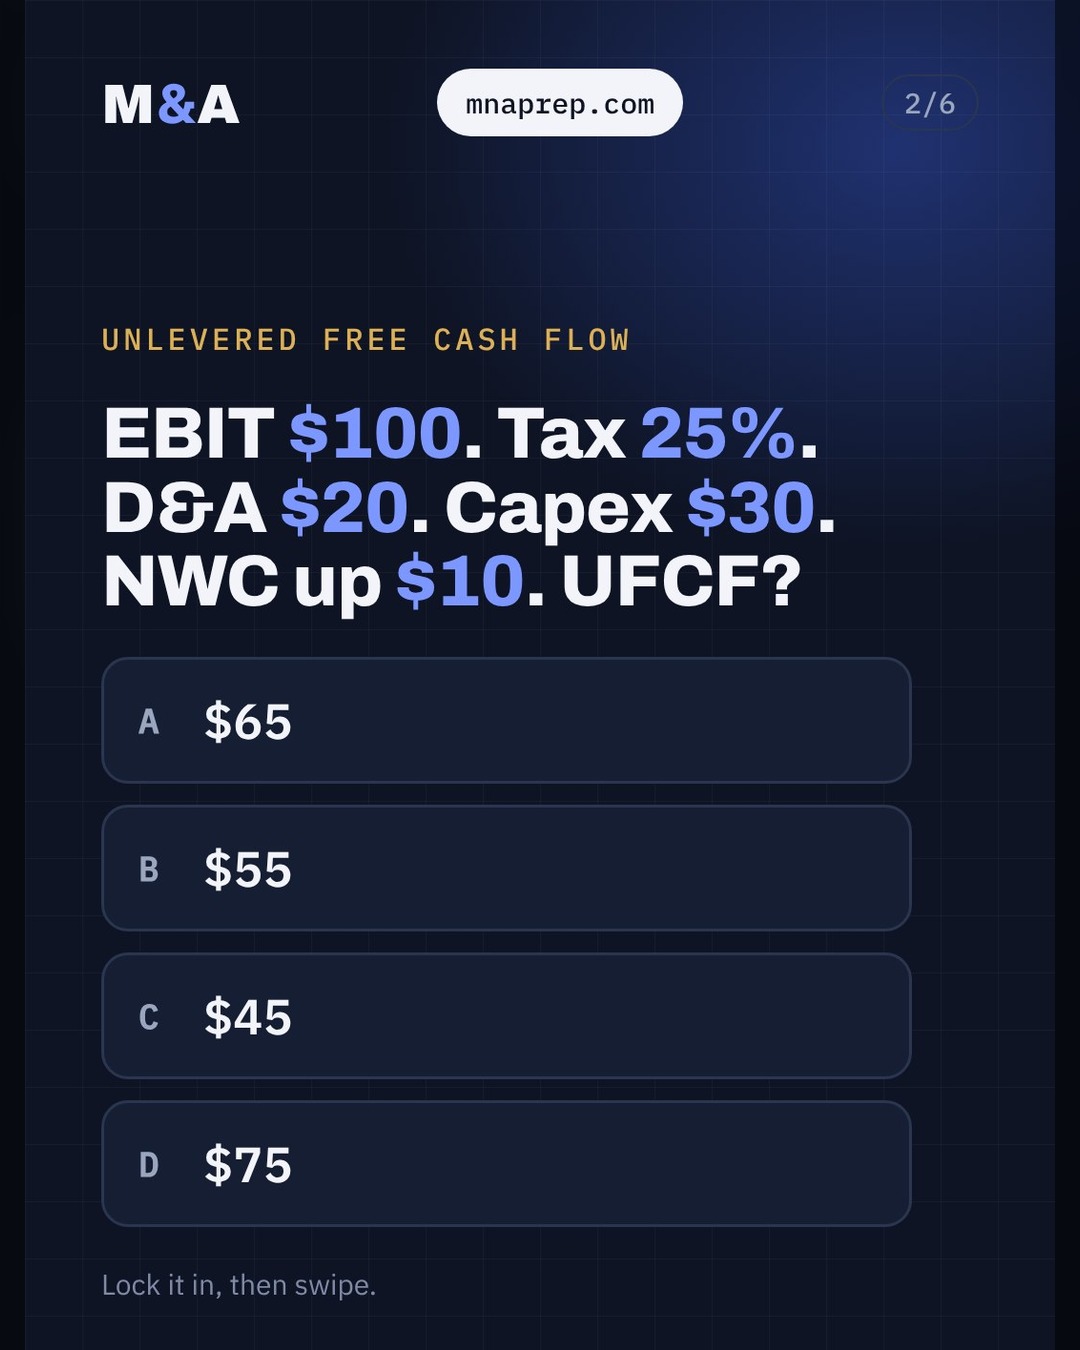 M&A
mnaprep.com
2/6
UNLEVERED FREE CASH FLOW
EBIT $100. Tax 25%.
D&A $20. Capex $30.
NWC up $10. UFCF?
A $65
B $55
C $45
D $75
Lock it in, then swipe.